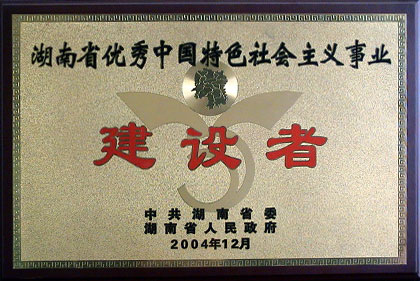 湖南省优秀中国特色社会主义事业
建设者
中共湖南省委
湖南省人民政府
2004年12月